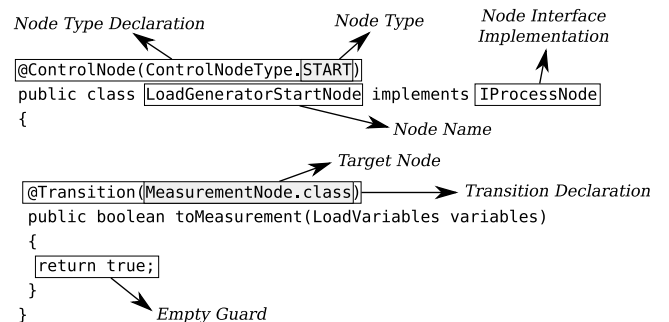 Node Type Declaration
Node Type
Node Interface
Implementation
@ControlNode(ControlNodeType.START)
public class LoadGeneratorStartNode implements IProcessNode
{
Node Name
Target Node
@Transition(MeasurementNode.class)
Transition Declaration
public boolean toMeasurement(LoadVariables variables)
{
return true;
}
Empty Guard
}